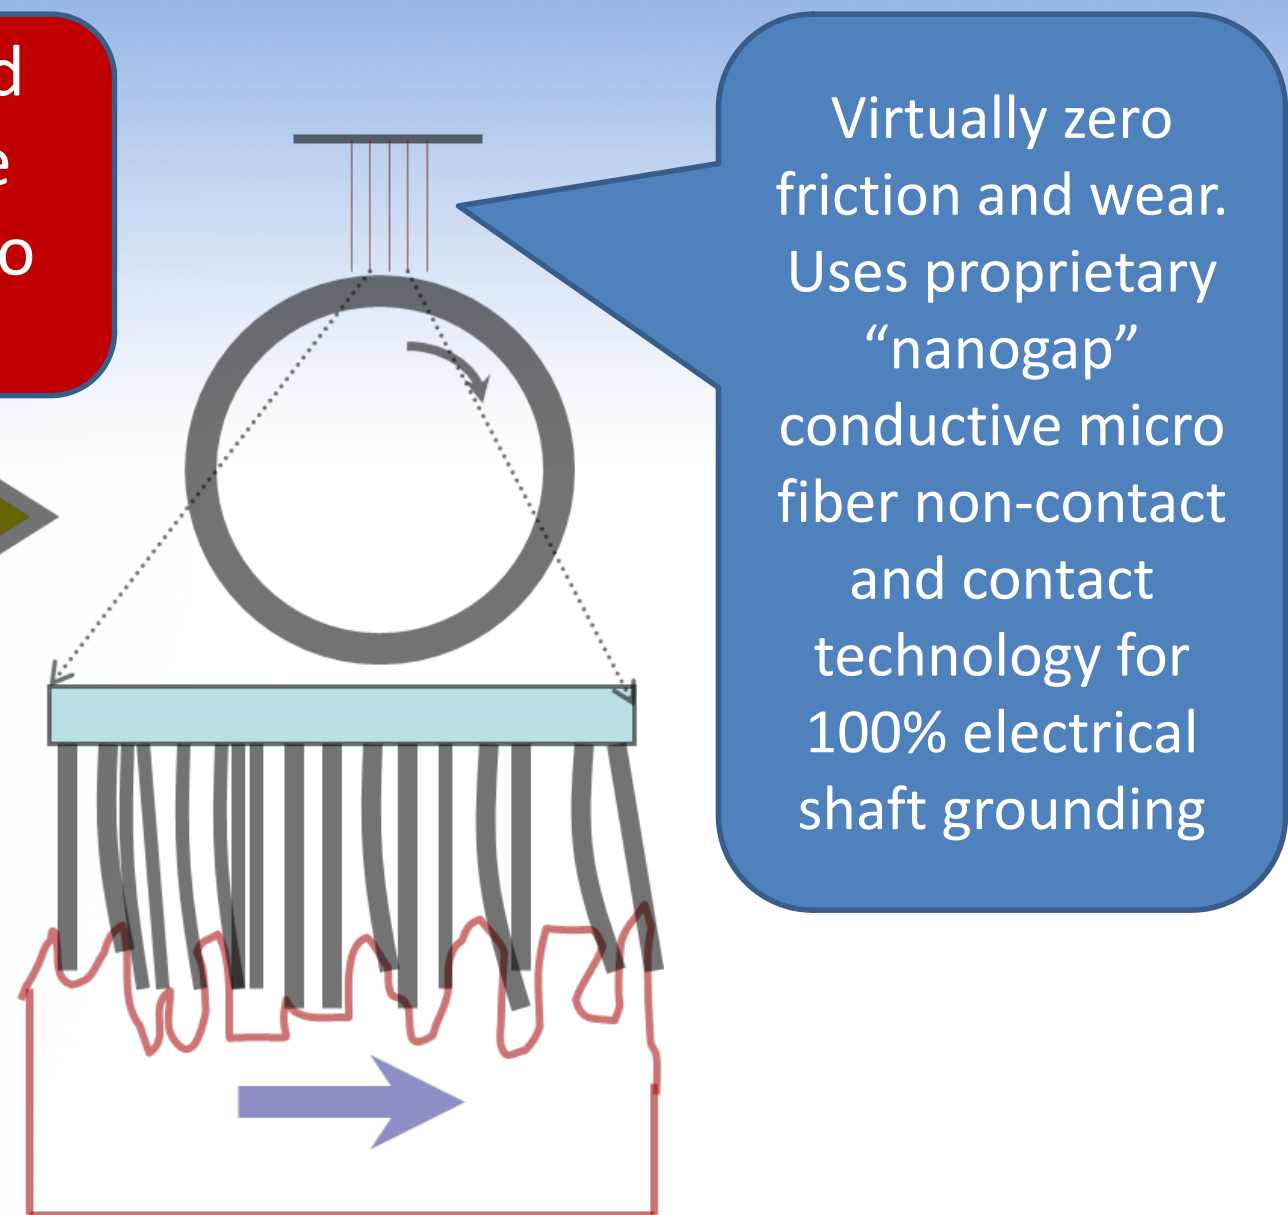 d
e
o
Virtually zero
friction and wear.
Uses proprietary
“nanogap”
conductive micro
fiber non-contact
and contact
technology for
100% electrical
shaft grounding